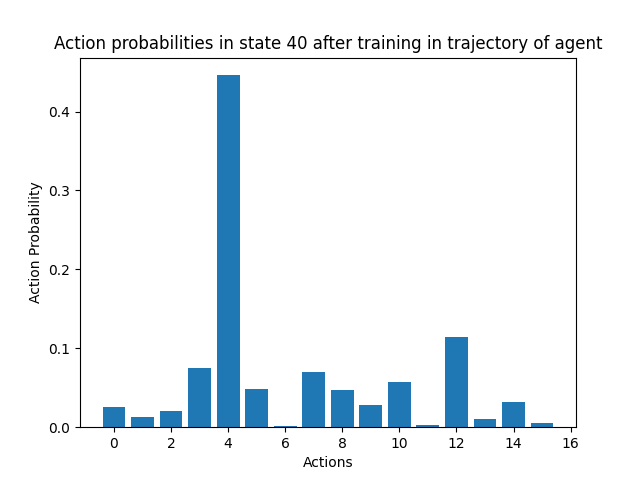 Action probabilities in state 40 after training in trajectory of agent
0.4
0.3
0.2
0.1
0.0
Action Probability
0 2 4 6 8 10 12 14 16
Actions